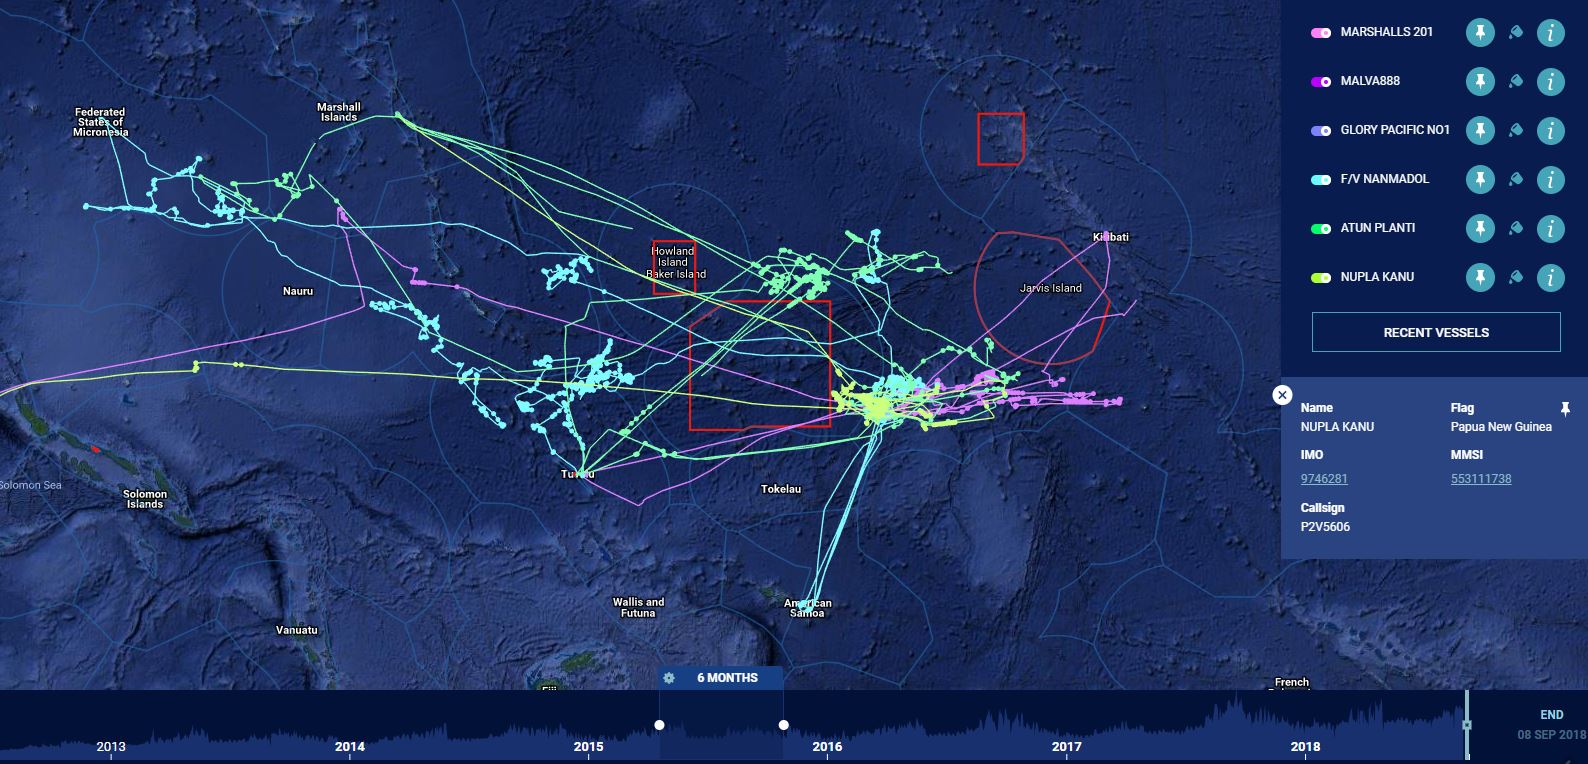 MARSHALLS 201
MALVA888
GLORY PACIFIC NO1
F/V NANMADOL
ATUN PLANTI
NUPLA KANU
RECENT VESSELS
Name
NUPLA KANU
Flag
Papua New Guinea
IMO
9746281
MMSI
553111738
Callsign
P2V5606
Federated
States of
Micronesia
Marshall
Islands
Kiribati
Howland
Island
Baker Island
Nauru
Jarvis Island
Tuvalu
Tokelau
Solomon Sea
Solomon
Islands
American
Samoa
Wallis and
Futuna
Vanuatu
Fiji
French
6 MONTHS
2013
2014
2015
2016
2017
2018
END
08 SEP 2018